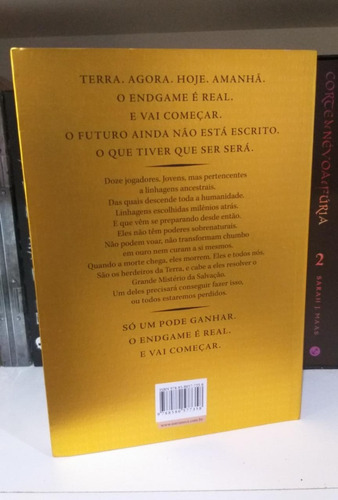 TERRA. AGORA. HOJE. AMANHÃ.
O ENDGAME É REAL.
E VAI COMEÇAR.
O FUTURO AINDA NÃO ESTÁ ESCRITO.
O QUE TIVER QUE SER SERÁ.
Doze jogadores. Jovens, mas pertencentes
a linhagens ancestrais.
Das quais descende toda a humanidade.
Linhagens escolhidas milênios atrás.
E que vêm se preparando desde então.
Eles não têm poderes sobrenaturais.
Não podem voar, não transformam chumbo
em ouro nem curam a si mesmos.
Quando a morte chega, eles morrem. Eles e todos nós.
São os herdeiros da Terra, e cabe a eles resolver o
Grande Mistério da Salvação.
Um deles precisará conseguir fazer isso,
ou todos estaremos perdidos.
SÓ UM PODE GANHAR.
O ENDGAME É REAL.
E VAI COMEÇAR.
2
SARAH J. MAAS